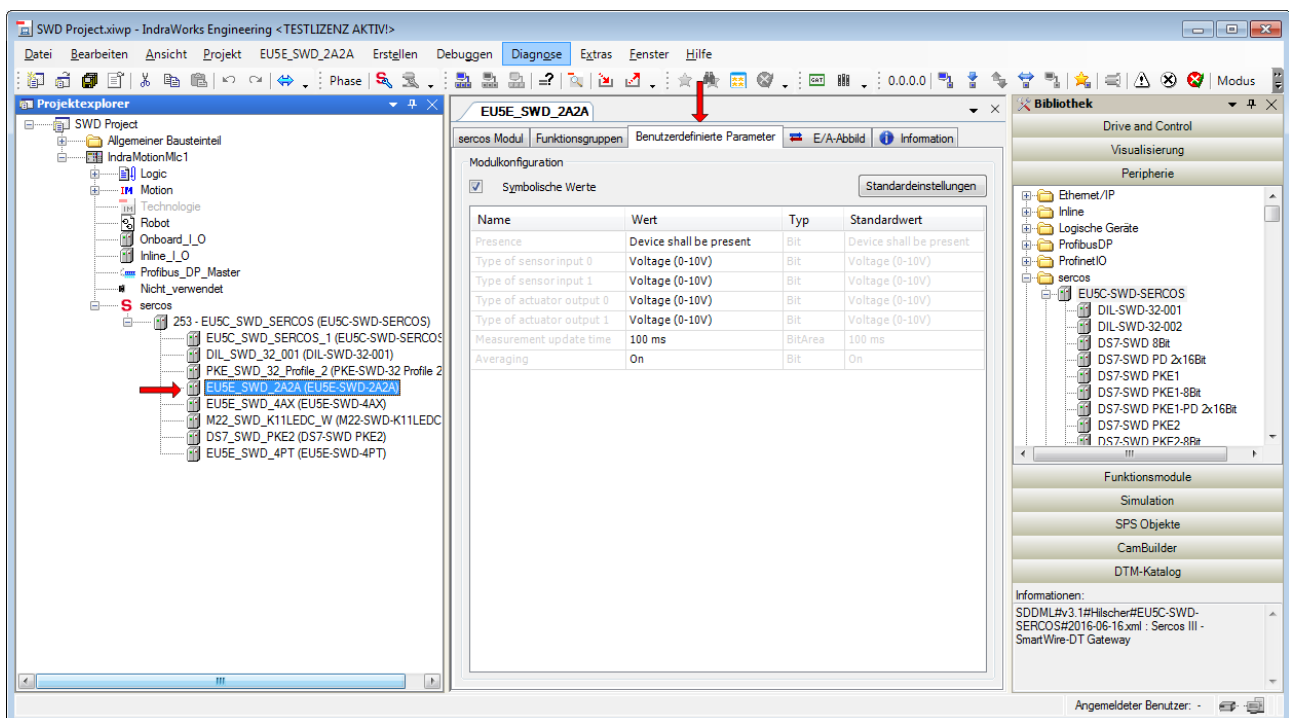 SWD Project.xiwp - IndraWorks Engineering <TESTLIZENZ AKTIV!>
Datei Bearbeiten Ansicht Projekt EU5E_SWD_2A2A Erstellen Debuggen Diagnose Extras Fenster Hilfe
Phase 0.0.0.0 Modus
Projektexplorer
SWD Project
Allgemeiner Bausteinteil
IndraMotionMlc1
Logic
IM Motion
IM Technologie
Robot
Onboard_I_O
Inline_I_O
Profibus_DP_Master
Nicht_verwendet
S sercos
253 - EU5C_SWD_SERCOS (EU5C-SWD-SERCOS)
EU5C_SWD_SERCOS_1 (EU5C-SWD-SERCOS
DIL_SWD_32_001 (DIL-SWD-32-001)
PKE_SWD_32_Profile_2 (PKE-SWD-32 Profile 2
EU5E_SWD_2A2A (EU5E-SWD-2A2A)
EU5E_SWD_4AX (EU5E-SWD-4AX)
M22_SWD_K11LEDC_W (M22-SWD-K11LEDC
DS7_SWD_PKE2 (DS7-SWD PKE2)
EU5E_SWD_4PT (EU5E-SWD-4PT)
EU5E_SWD_2A2A
sercos Modul Funktionsgruppen Benutzerdefinierte Parameter E/A-Abbild Information
Modulkonfiguration
Symbolische Werte Standardeinstellungen
Name Wert Typ Standardwert
Presence Device shall be present Bit Device shall be present
Type of sensor input 0 Voltage (0-10V) Bit Voltage (0-10V)
Type of sensor input 1 Voltage (0-10V) Bit Voltage (0-10V)
Type of actuator output 0 Voltage (0-10V) Bit Voltage (0-10V)
Type of actuator output 1 Voltage (0-10V) Bit Voltage (0-10V)
Measurement update time 100 ms BitArea 100 ms
Averaging On Bit On
Bibliothek
Drive and Control
Visualisierung
Peripherie
Ethernet/IP
Inline
Logische Geräte
ProfibusDP
ProfinetIO
sercos
EU5C-SWD-SERCOS
DIL-SWD-32-001
DIL-SWD-32-002
DS7-SWD 8Bit
DS7-SWD PD 2x16Bit
DS7-SWD PKE1
DS7-SWD PKE1-8Bit
DS7-SWD PKE1-PD 2x16Bit
DS7-SWD PKE2
DS7-SWD PKE2-8Bit
Funktionsmodule
Simulation
SPS Objekte
CamBuilder
DTM-Katalog
Informationen:
SDDML#v3.1#Hilscher#EU5C-SWD-
SERCOS#2016-06-16.xml : Sercos III -
SmartWire-DT Gateway
Angemeldeter Benutzer: -